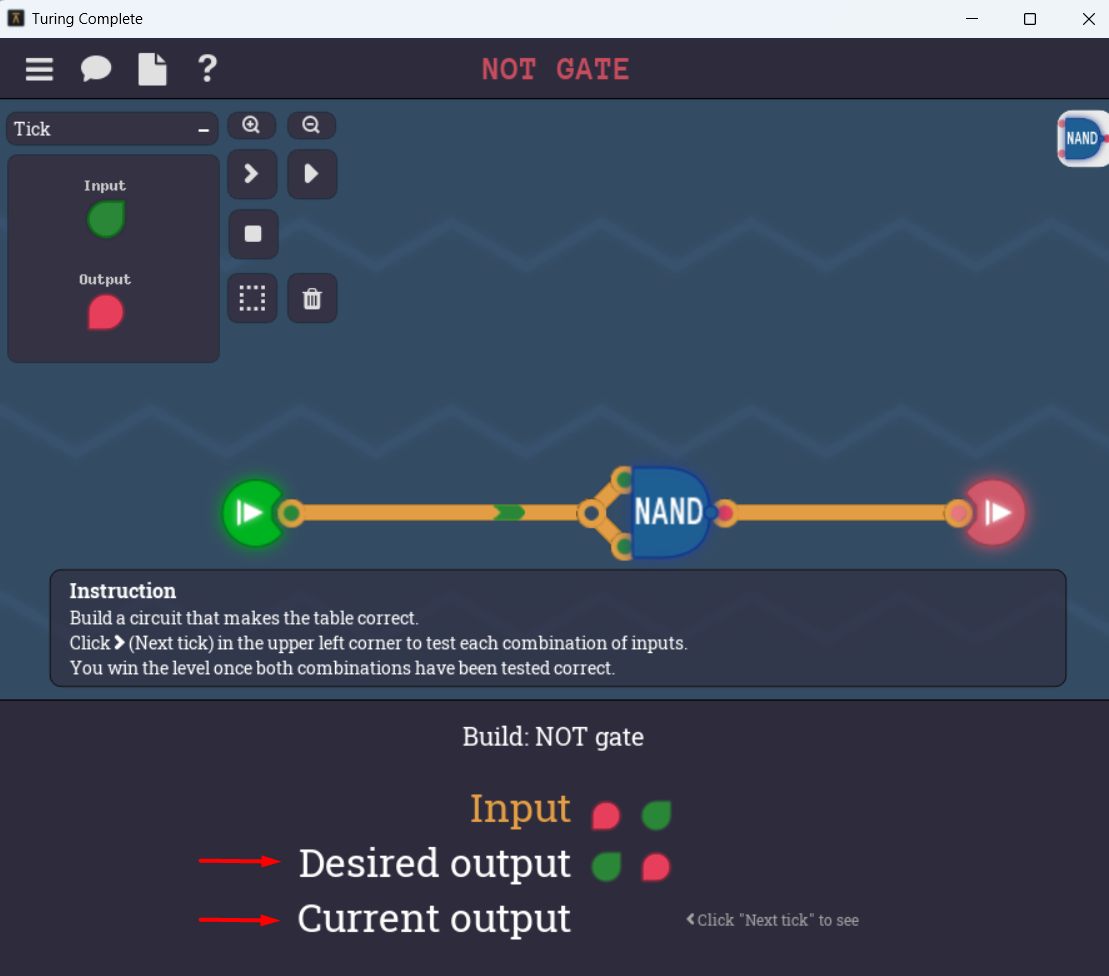 Turing Complete
?
NOT GATE
Tick
NAND
Input
Output
NAND
Instruction
Build a circuit that makes the table correct.
Click (Next tick) in the upper left corner to test each combination of inputs.
You win the level once both combinations have been tested correct.
Build: NOT gate
Input
Desired output
Current output
Click "Next tick" to see